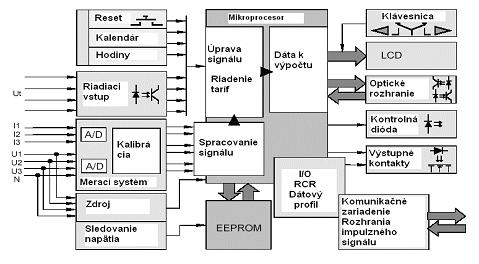 Reset
Kalendár
Hodiny
Ut
Riadiaci
vstup
I1
I2
I3
U1
U2
U3
N
A/D
A/D
Kalibrá
cia
Merací systém
Zdroj
Sledovanie
napätia
Mikroprocesor
Úprava
signálu
Riadenie
taríf
Dáta k
výpočtu
Spracovanie
signálu
EEPROM
I/O
RCR
Dátový
profil
Klávesnica
LCD
Optické
rozhranie
Kontrolná
dióda
Výstupné
kontakty
Komunikačné
zariadenie
Rozhrania
impulzného
signálu